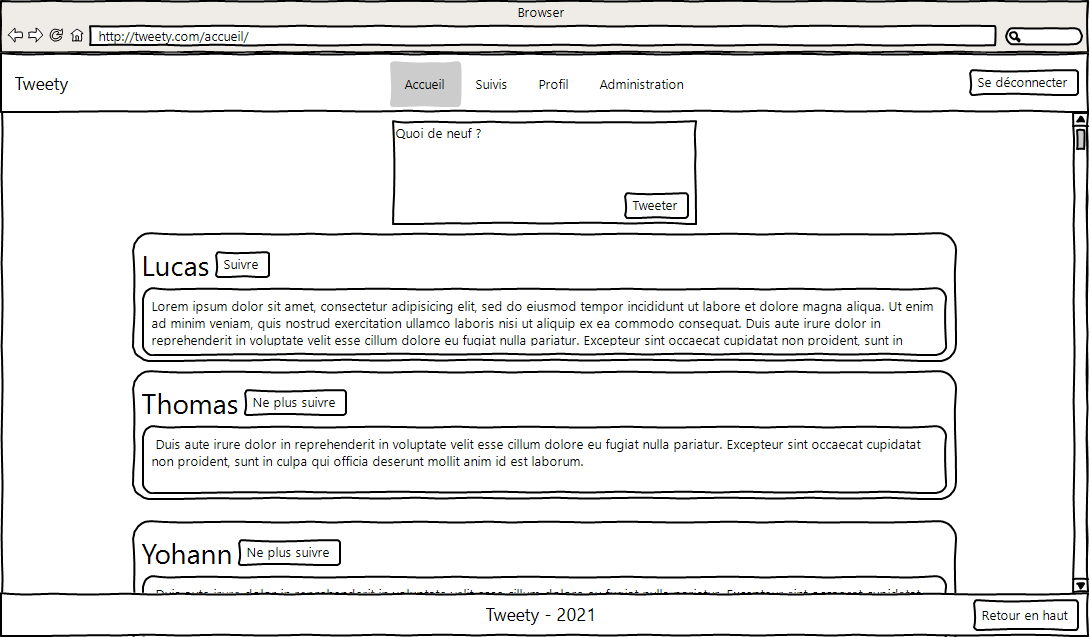 Browser
http://tweety.com/accueil/
Tweety
Accueil
Suivis
Profil
Administration
Se déconnecter
Quoi de neuf ?
Tweeter
Lucas
Suivre
Lorem ipsum dolor sit amet, consectetur adipisicing elit, sed do eiusmod tempor incididunt ut labore et dolore magna aliqua. Ut enim
ad minim veniam, quis nostrud exercitation ullamco laboris nisi ut aliquip ex ea commodo consequat. Duis aute irure dolor in
reprehenderit in voluptate velit esse cillum dolore eu fugiat nulla pariatur. Excepteur sint occaecat cupidatat non proident, sunt in
Thomas
Ne plus suivre
Duis aute irure dolor in reprehenderit in voluptate velit esse cillum dolore eu fugiat nulla pariatur. Excepteur sint occaecat cupidatat
non proident, sunt in culpa qui officia deserunt mollit anim id est laborum.
Yohann
Ne plus suivre
Tweety - 2021
Retour en haut